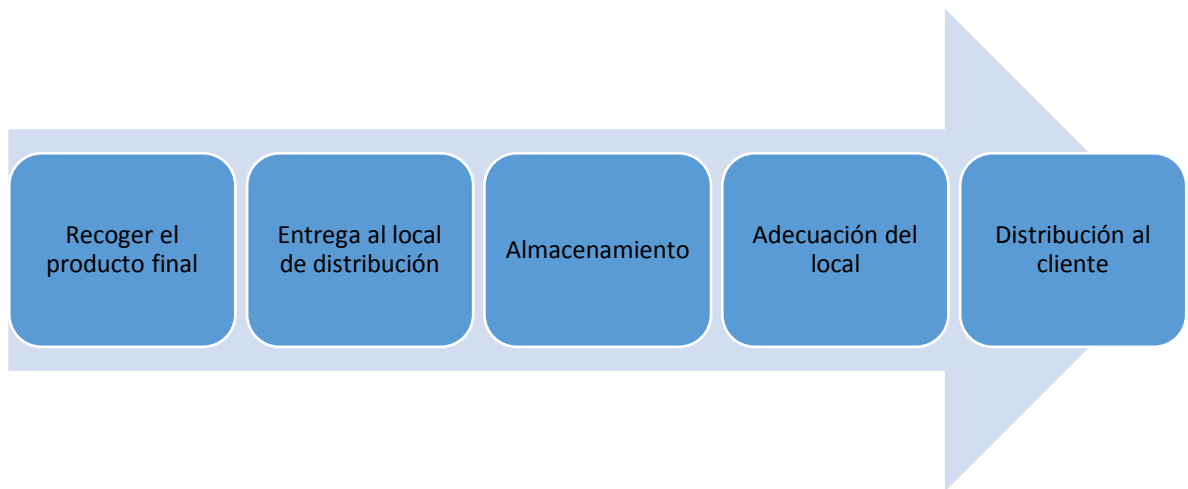 Recoger el
producto final
Entrega al local
de distribución
Almacenamiento
Adecuación del
local
Distribución al
cliente